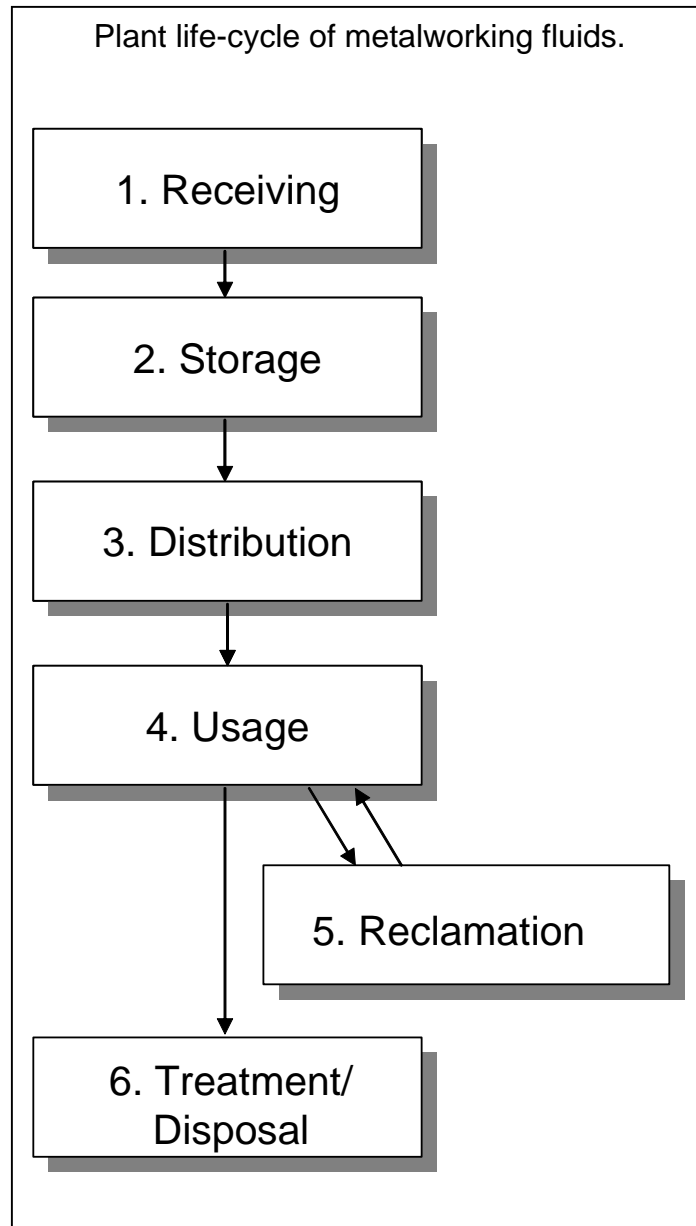 Plant life-cycle of metalworking fluids.
1. Receiving
2. Storage
3. Distribution
4. Usage
5. Reclamation
6. Treatment/
Disposal